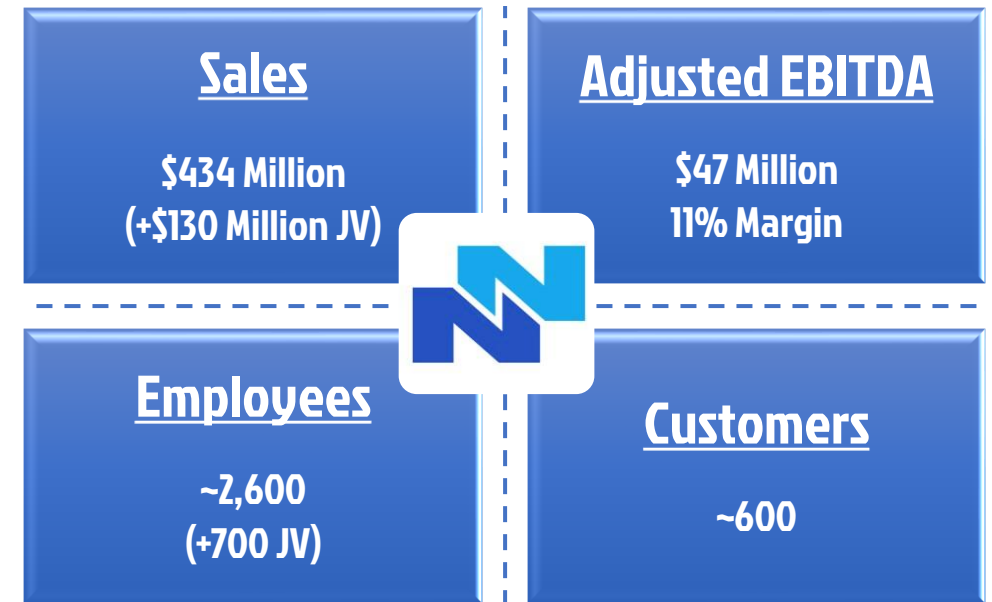 Sales
$434 Million
(+$130 Million JV)
Adjusted EBITDA
$47 Million
11% Margin
NN
Employees
~2,600
(+700 JV)
Customers
~600